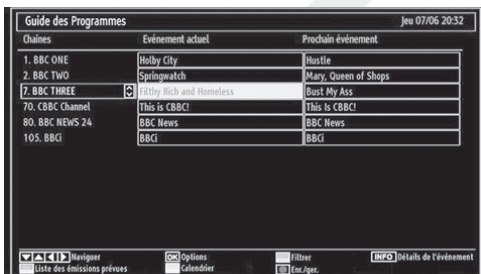 Guide des Programmes Jeu 07/06 20:32
Chaînes Evénement actuel Prochain événement
1. BBC ONE Holby City Hustle
2. BBC TWO Springwatch Mary, Queen of Shops
7. BBC THREE Filthy Rich and Homeless Bust My Ass
70. CBBC Channel This is CBBC! This Is CBBC!
80. BBC NEWS 24 BBC News BBC News
105. BBCi BBCi BBCi
Naviguer OK Options Filtrer INFO Détails de l'événement
Liste des émissions prévues Calendrier Enr./ger.